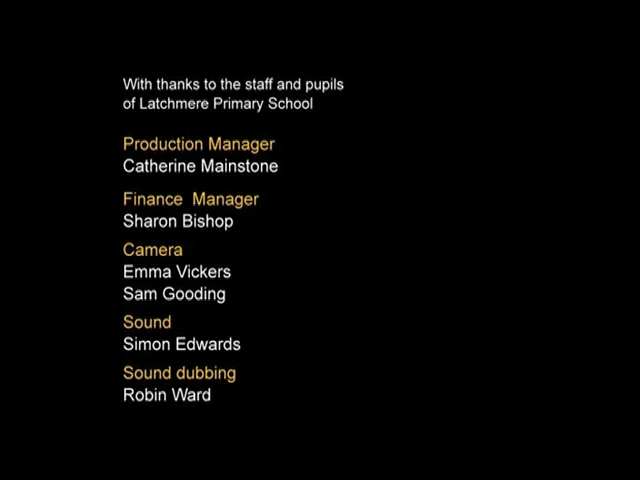 With thanks to the staff and pupils
of Latchmere Primary School
Production Manager
Catherine Mainstone
Finance  Manager
Sharon Bishop
Camera
Emma Vickers
Sam Gooding
Sound
Simon Edwards
Sound dubbing
Robin Ward